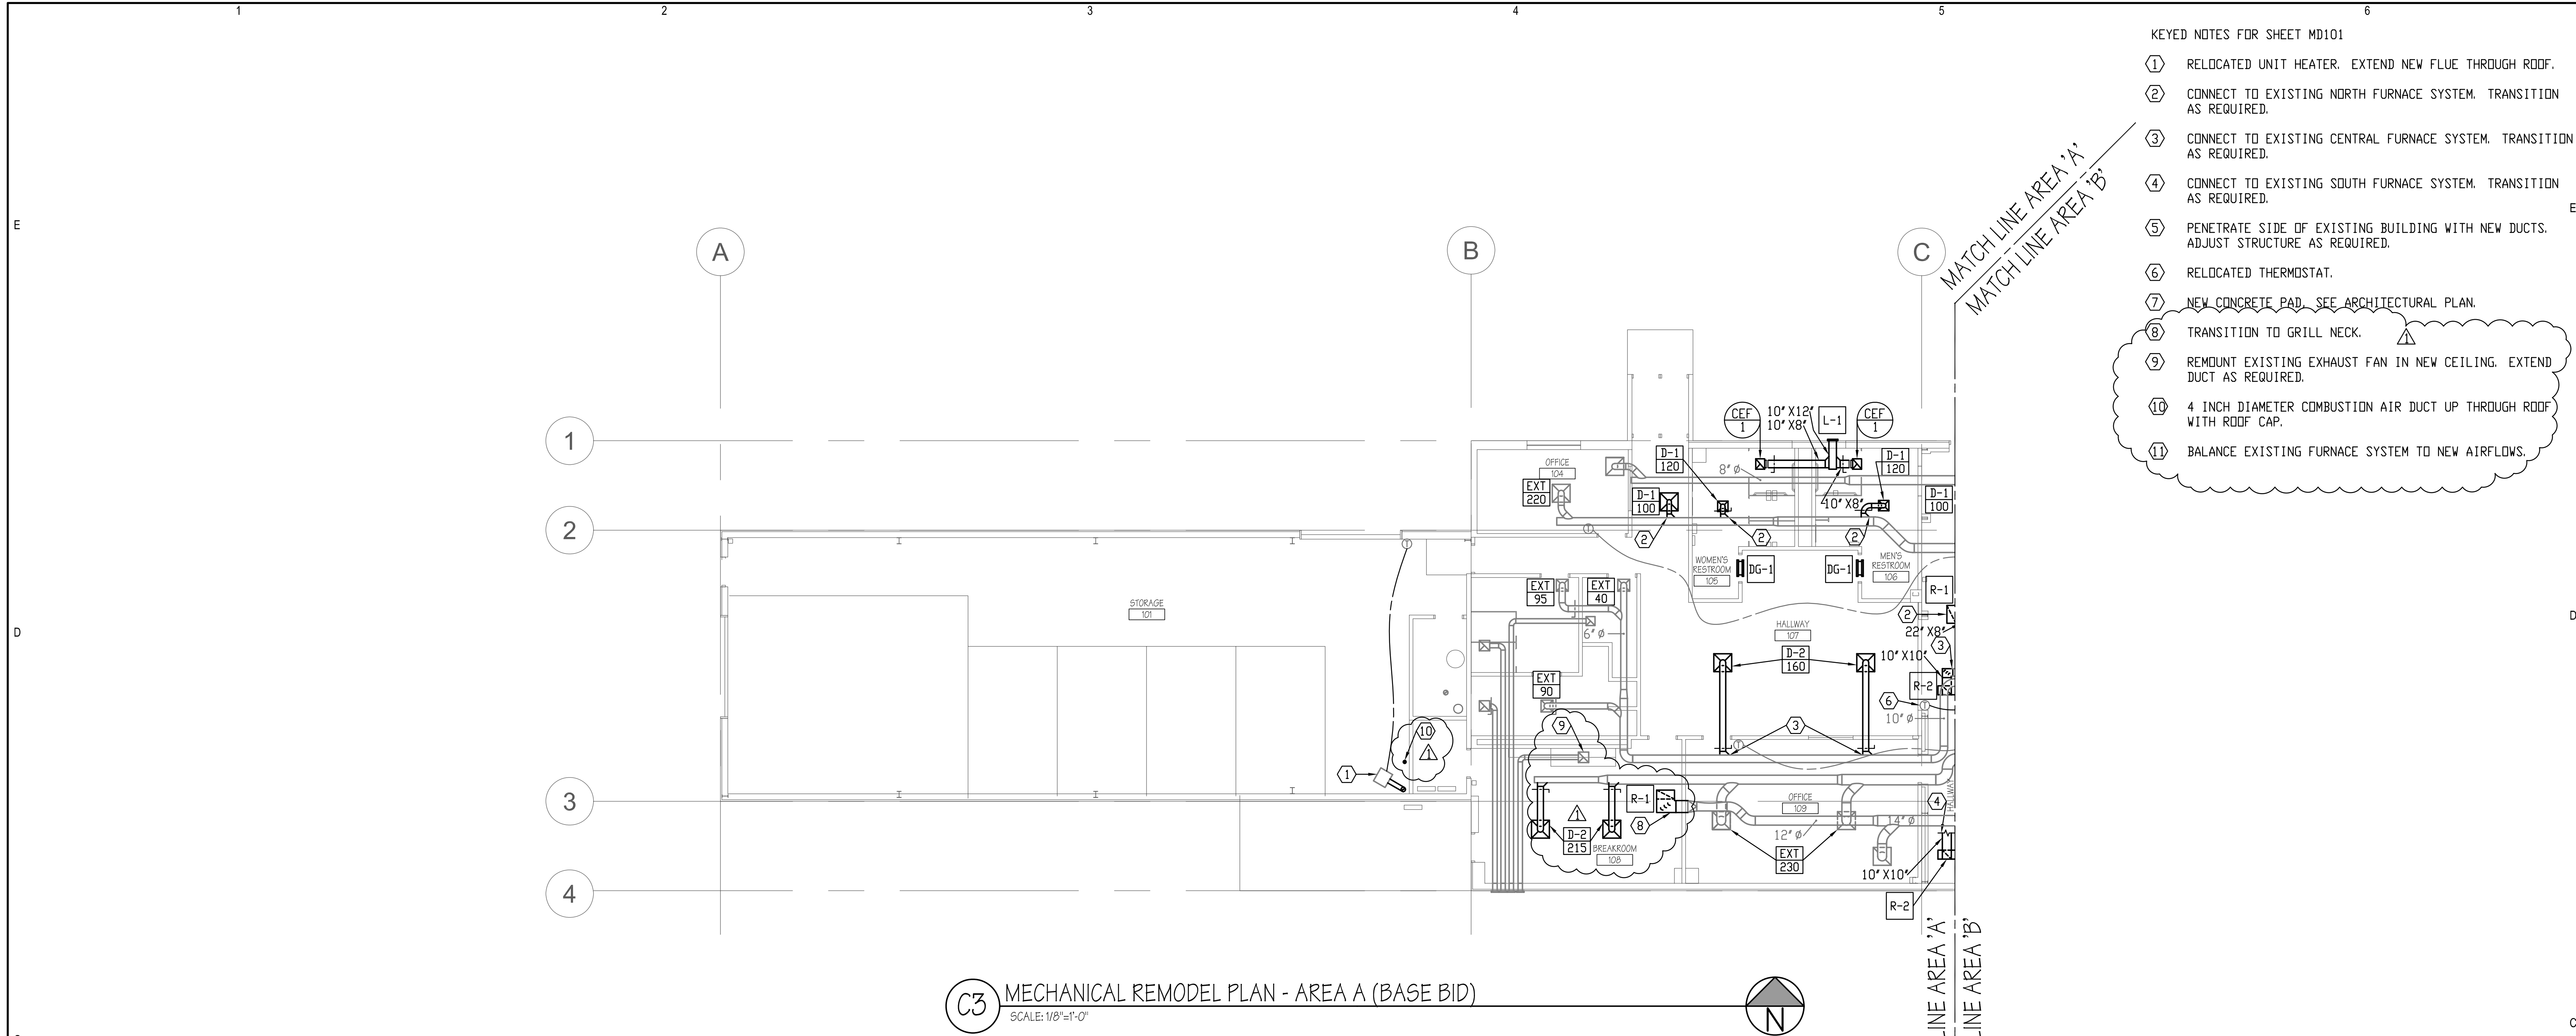 1 2 3 4 5 6
KEYED NOTES FOR SHEET MD101
1 RELOCATED UNIT HEATER. EXTEND NEW FLUE THROUGH ROOF.
2 CONNECT TO EXISTING NORTH FURNACE SYSTEM. TRANSITION
AS REQUIRED.
3 CONNECT TO EXISTING CENTRAL FURNACE SYSTEM. TRANSITION
AS REQUIRED.
4 CONNECT TO EXISTING SOUTH FURNACE SYSTEM. TRANSITION
AS REQUIRED.
5 PENETRATE SIDE OF EXISTING BUILDING WITH NEW DUCTS.
ADJUST STRUCTURE AS REQUIRED.
6 RELOCATED THERMOSTAT.
7 NEW CONCRETE PAD. SEE ARCHITECTURAL PLAN.
8 TRANSITION TO GRILL NECK.
1
9 REMOUNT EXISTING EXHAUST FAN IN NEW CEILING. EXTEND
DUCT AS REQUIRED.
10 4 INCH DIAMETER COMBUSTION AIR DUCT UP THROUGH ROOF
WITH ROOF CAP.
11 BALANCE EXISTING FURNACE SYSTEM TO NEW AIRFLOWS.
MATCH LINE AREA 'A'
MATCH LINE AREA 'B'
E
E
A
B
C
1
CEF
1
10" X12"
10" X8"
L-1
CEF
1
D-1
120
8" Ø
D-1
120
OFFICE
104
EXT
220
D-1
100
10" X8"
D-1
100
2
T
2
2
2
T
WOMEN'S
RESTROOM
105
DG-1
DG-1
MEN'S
RESTROOM
106
R-1
EXT
95
EXT
40
STORAGE
101
2
22" X8"
D
D
6" Ø
HALLWAY
107
3
D-2
160
10" X10"
EXT
90
R-2
6
T
10" Ø
9
3
T
10
1
1
3
R-1
8
1
D-2
215
BREAKROOM
108
OFFICE
109
12" Ø
14" Ø
4
HALLWAY
EXT
230
10" X10"
4
R-2
LINE AREA 'A'
LINE AREA 'B'
C3
MECHANICAL REMODEL PLAN - AREA A (BASE BID)
SCALE: 1/8"=1'-0"
N
C